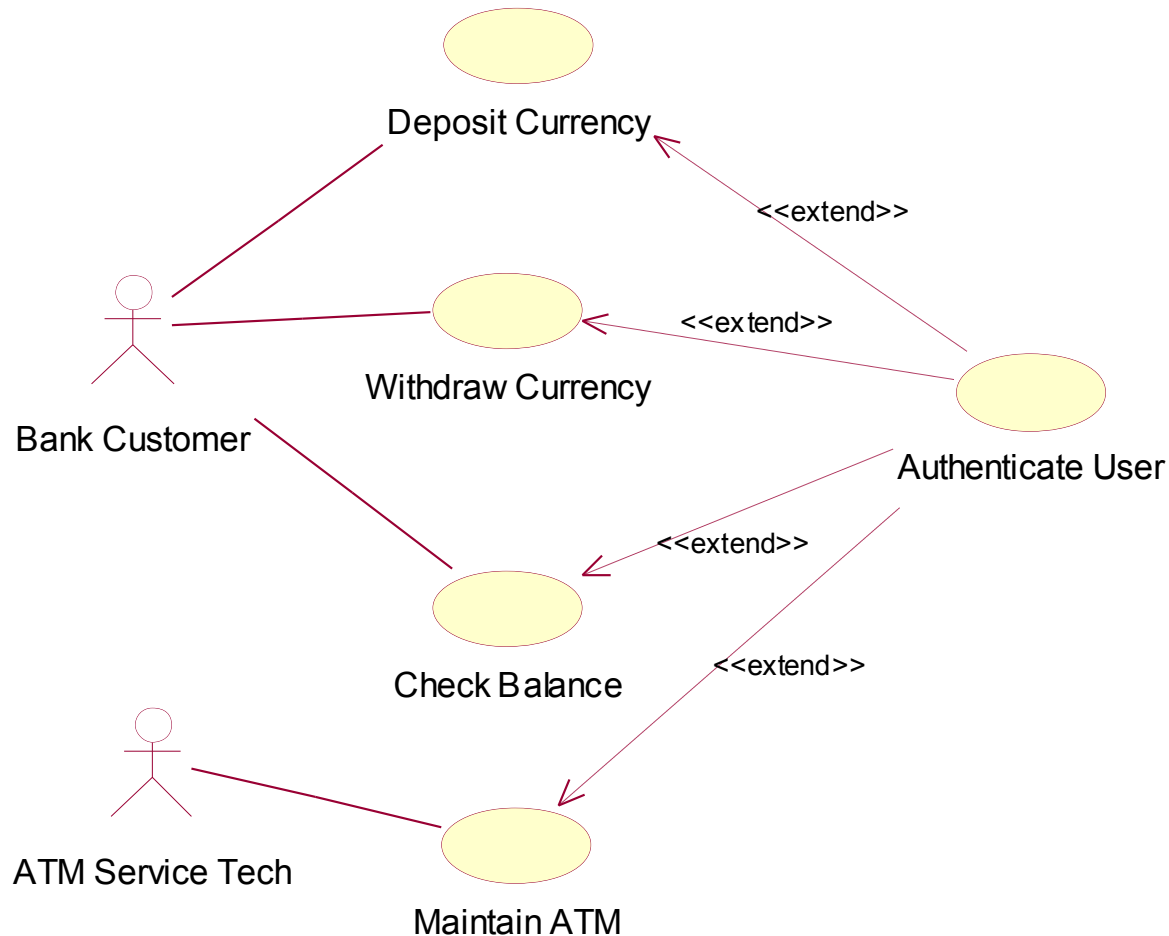 Deposit Currency
<<extend>>
<<extend>>
Withdraw Currency
Bank Customer
Authenticate User
<<extend>>
Check Balance
<<extend>>
ATM Service Tech
Maintain ATM